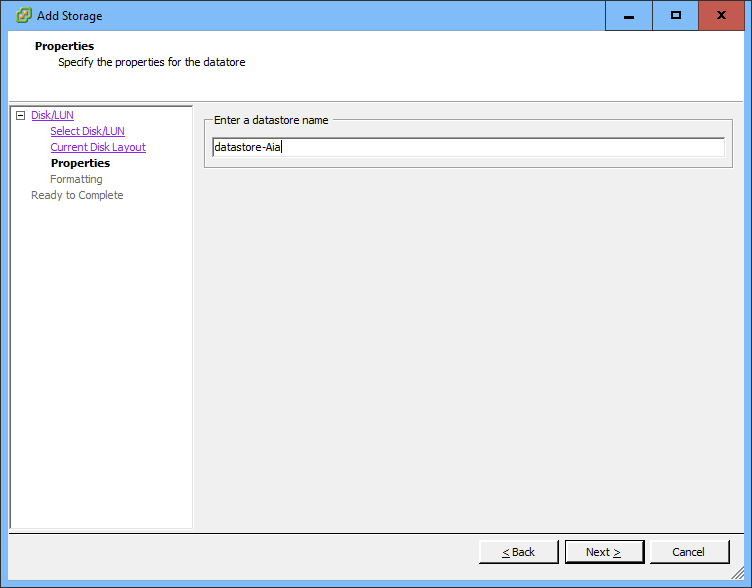 Add Storage
Properties
Specify the properties for the datatore
Disk/LUN
Select Disk/LUN
Current Disk Layout
Properties
Formatting
Ready to Complete
Enter a datastore name
datastore-Aia
< Back
Next >
Cancel